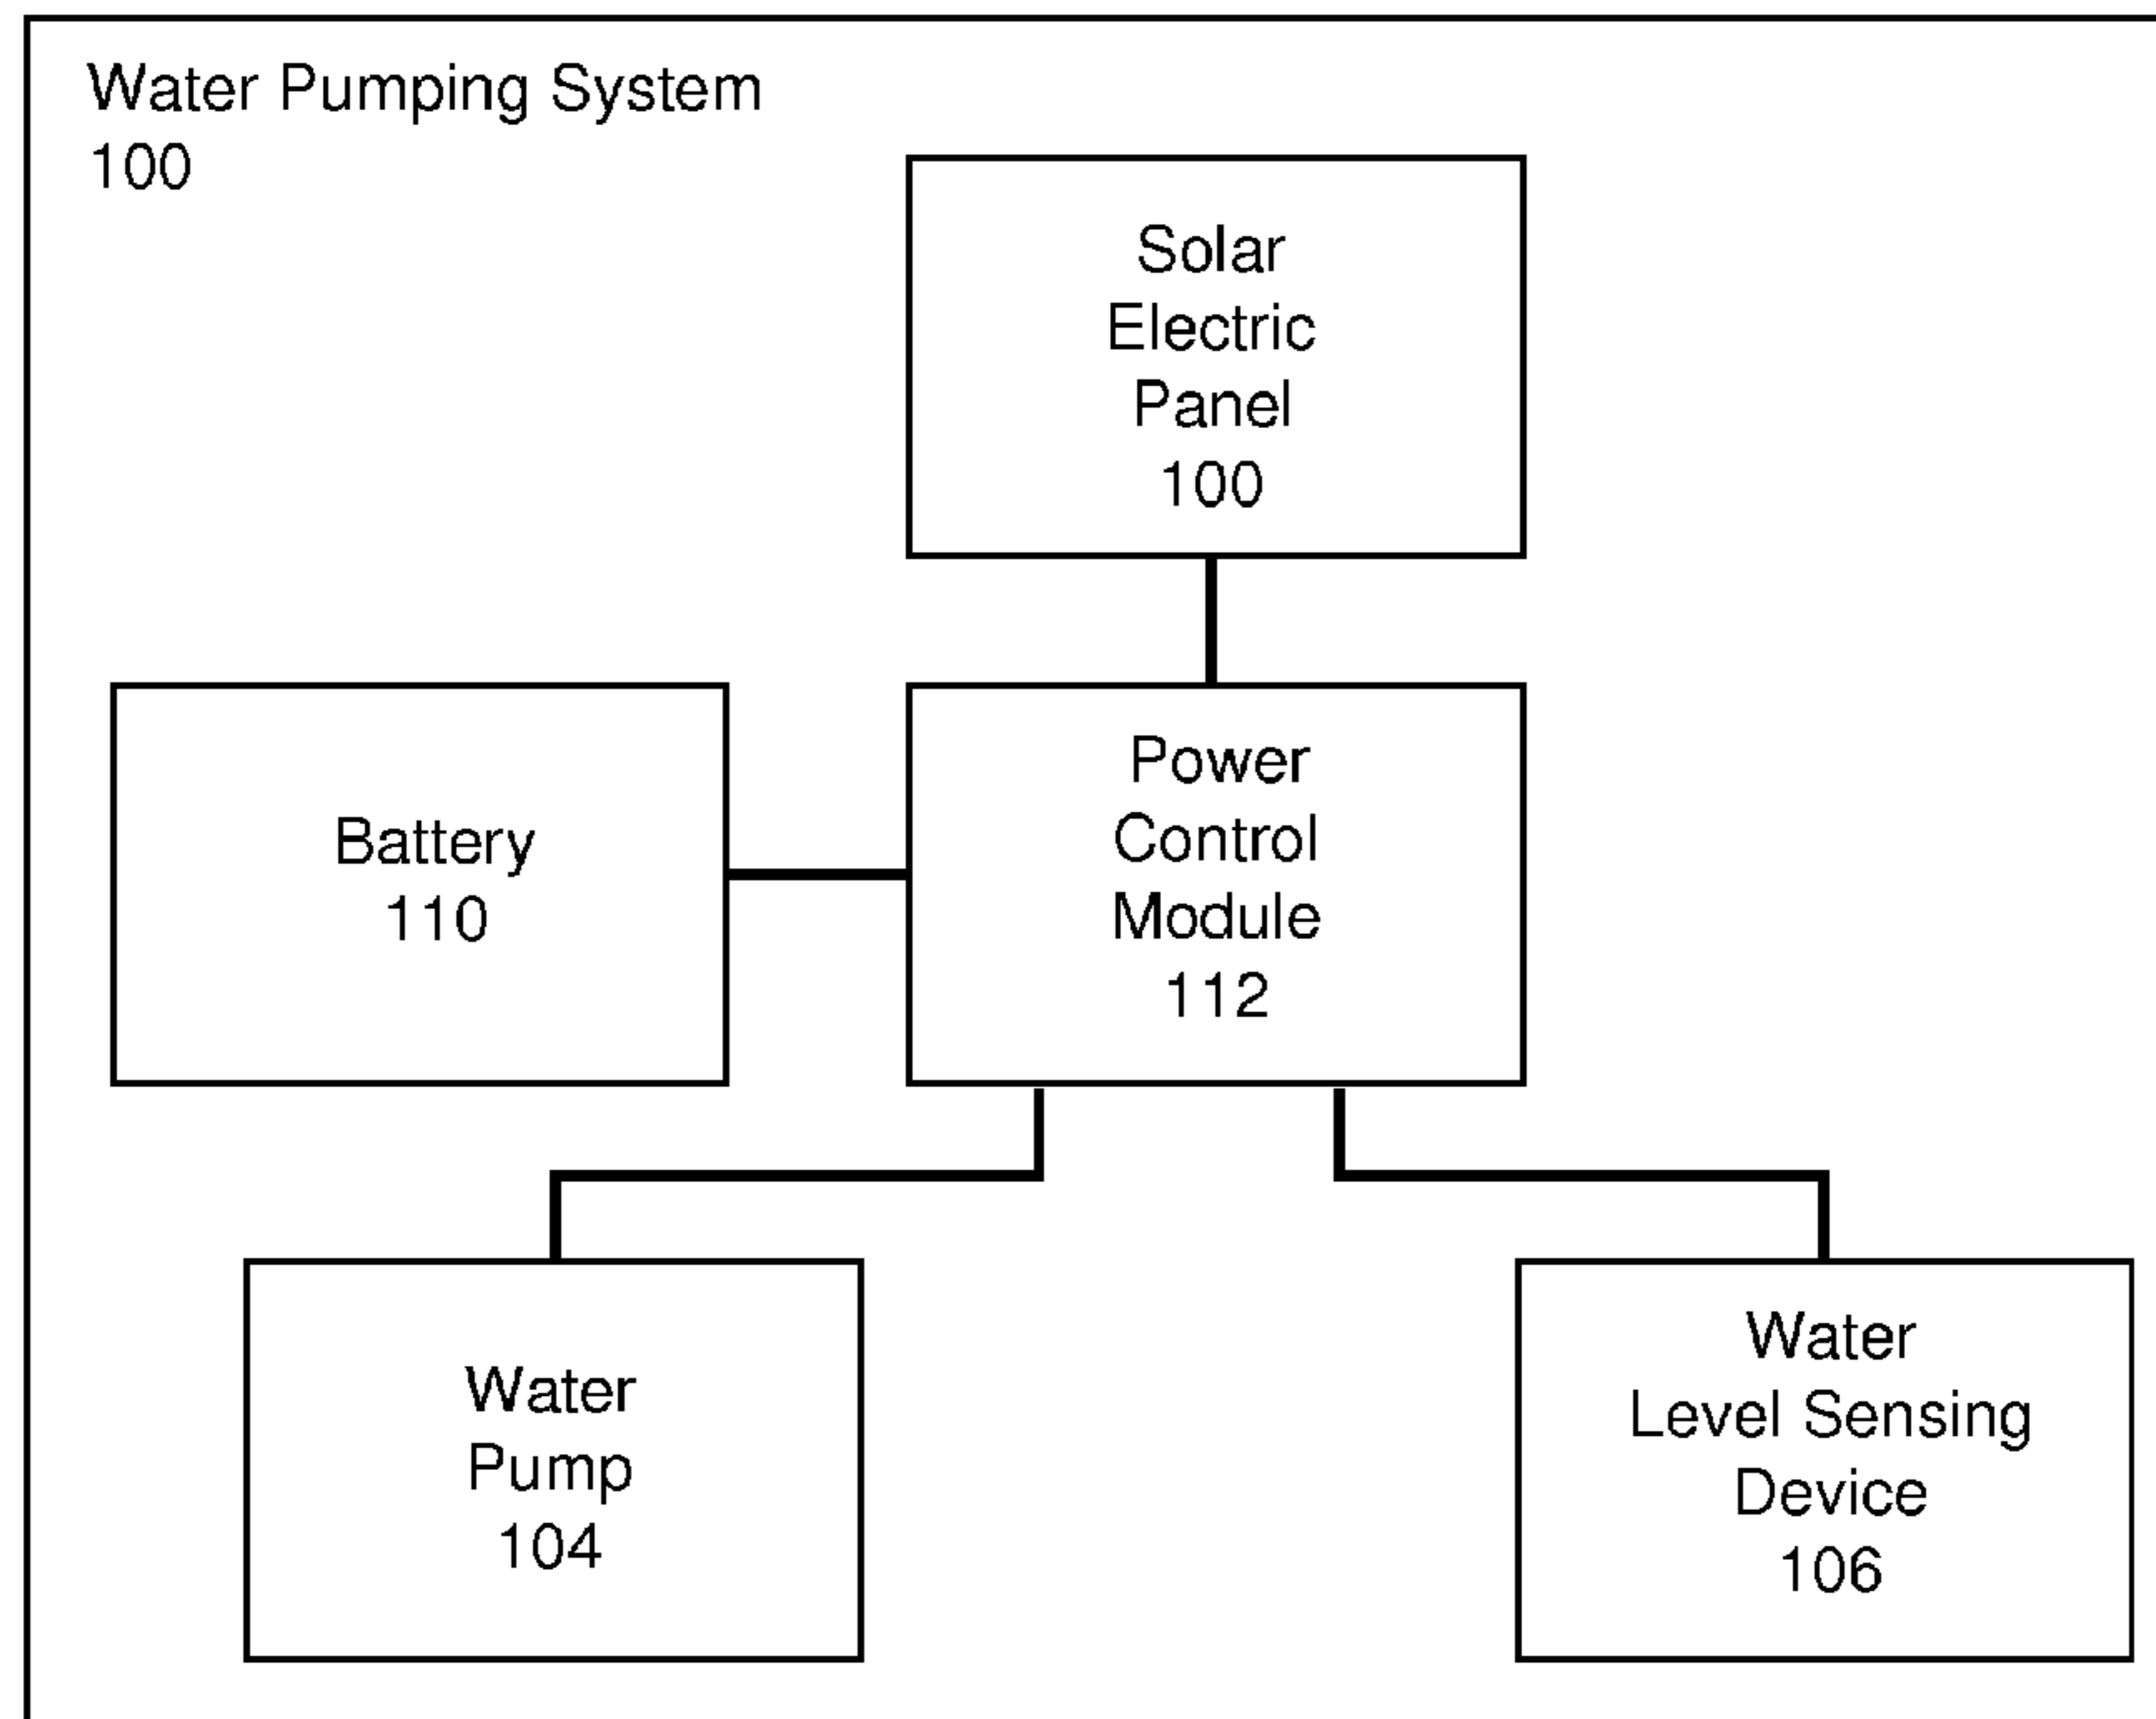 Water Pumping System
100
Solar
Electric
Panel
100
Battery
110
Power
Control
Module
112
Water
Pump
104
Water
Level Sensing
Device
106